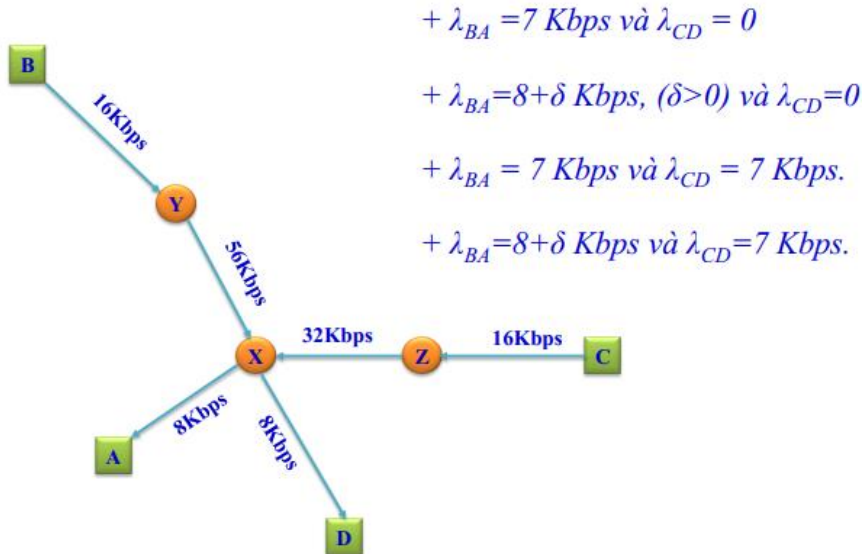 + λBA =7 Kbps và λCD = 0
+ λBA=8+δ Kbps, (δ>0) và λCD=0
+ λBA = 7 Kbps và λCD = 7 Kbps.
+ λBA=8+δ Kbps và λCD=7 Kbps.
B
16Kbps
Y
56Kbps
X
32Kbps
Z
16Kbps
C
8Kbps
8Kbps
A
D